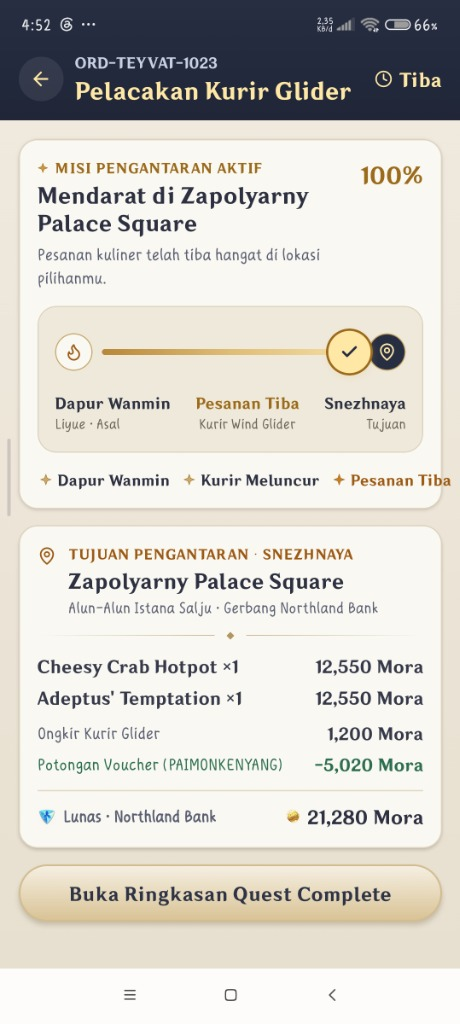 4:52 ...
2,35 KB/d 66%
ORD-TEYVAT-1023
Pelacakan Kurir Glider
Tiba
MISI PENGANTARAN AKTIF
100%
Mendarat di Zapolyarny
Palace Square
Pesanan kuliner telah tiba hangat di lokasi
pilihanmu.
Dapur Wanmin Pesanan Tiba Snezhnaya
Liyue · Asal Kurir Wind Glider Tujuan
Dapur Wanmin Kurir Meluncur Pesanan Tiba
TUJUAN PENGANTARAN · SNEZHNAYA
Zapolyarny Palace Square
Alun-Alun Istana Salju · Gerbang Northland Bank
Cheesy Crab Hotpot ×1 12,550 Mora
Adeptus' Temptation ×1 12,550 Mora
Ongkir Kurir Glider 1,200 Mora
Potongan Voucher (PAIMONKENYANG) -5,020 Mora
Lunas · Northland Bank 21,280 Mora
Buka Ringkasan Quest Complete